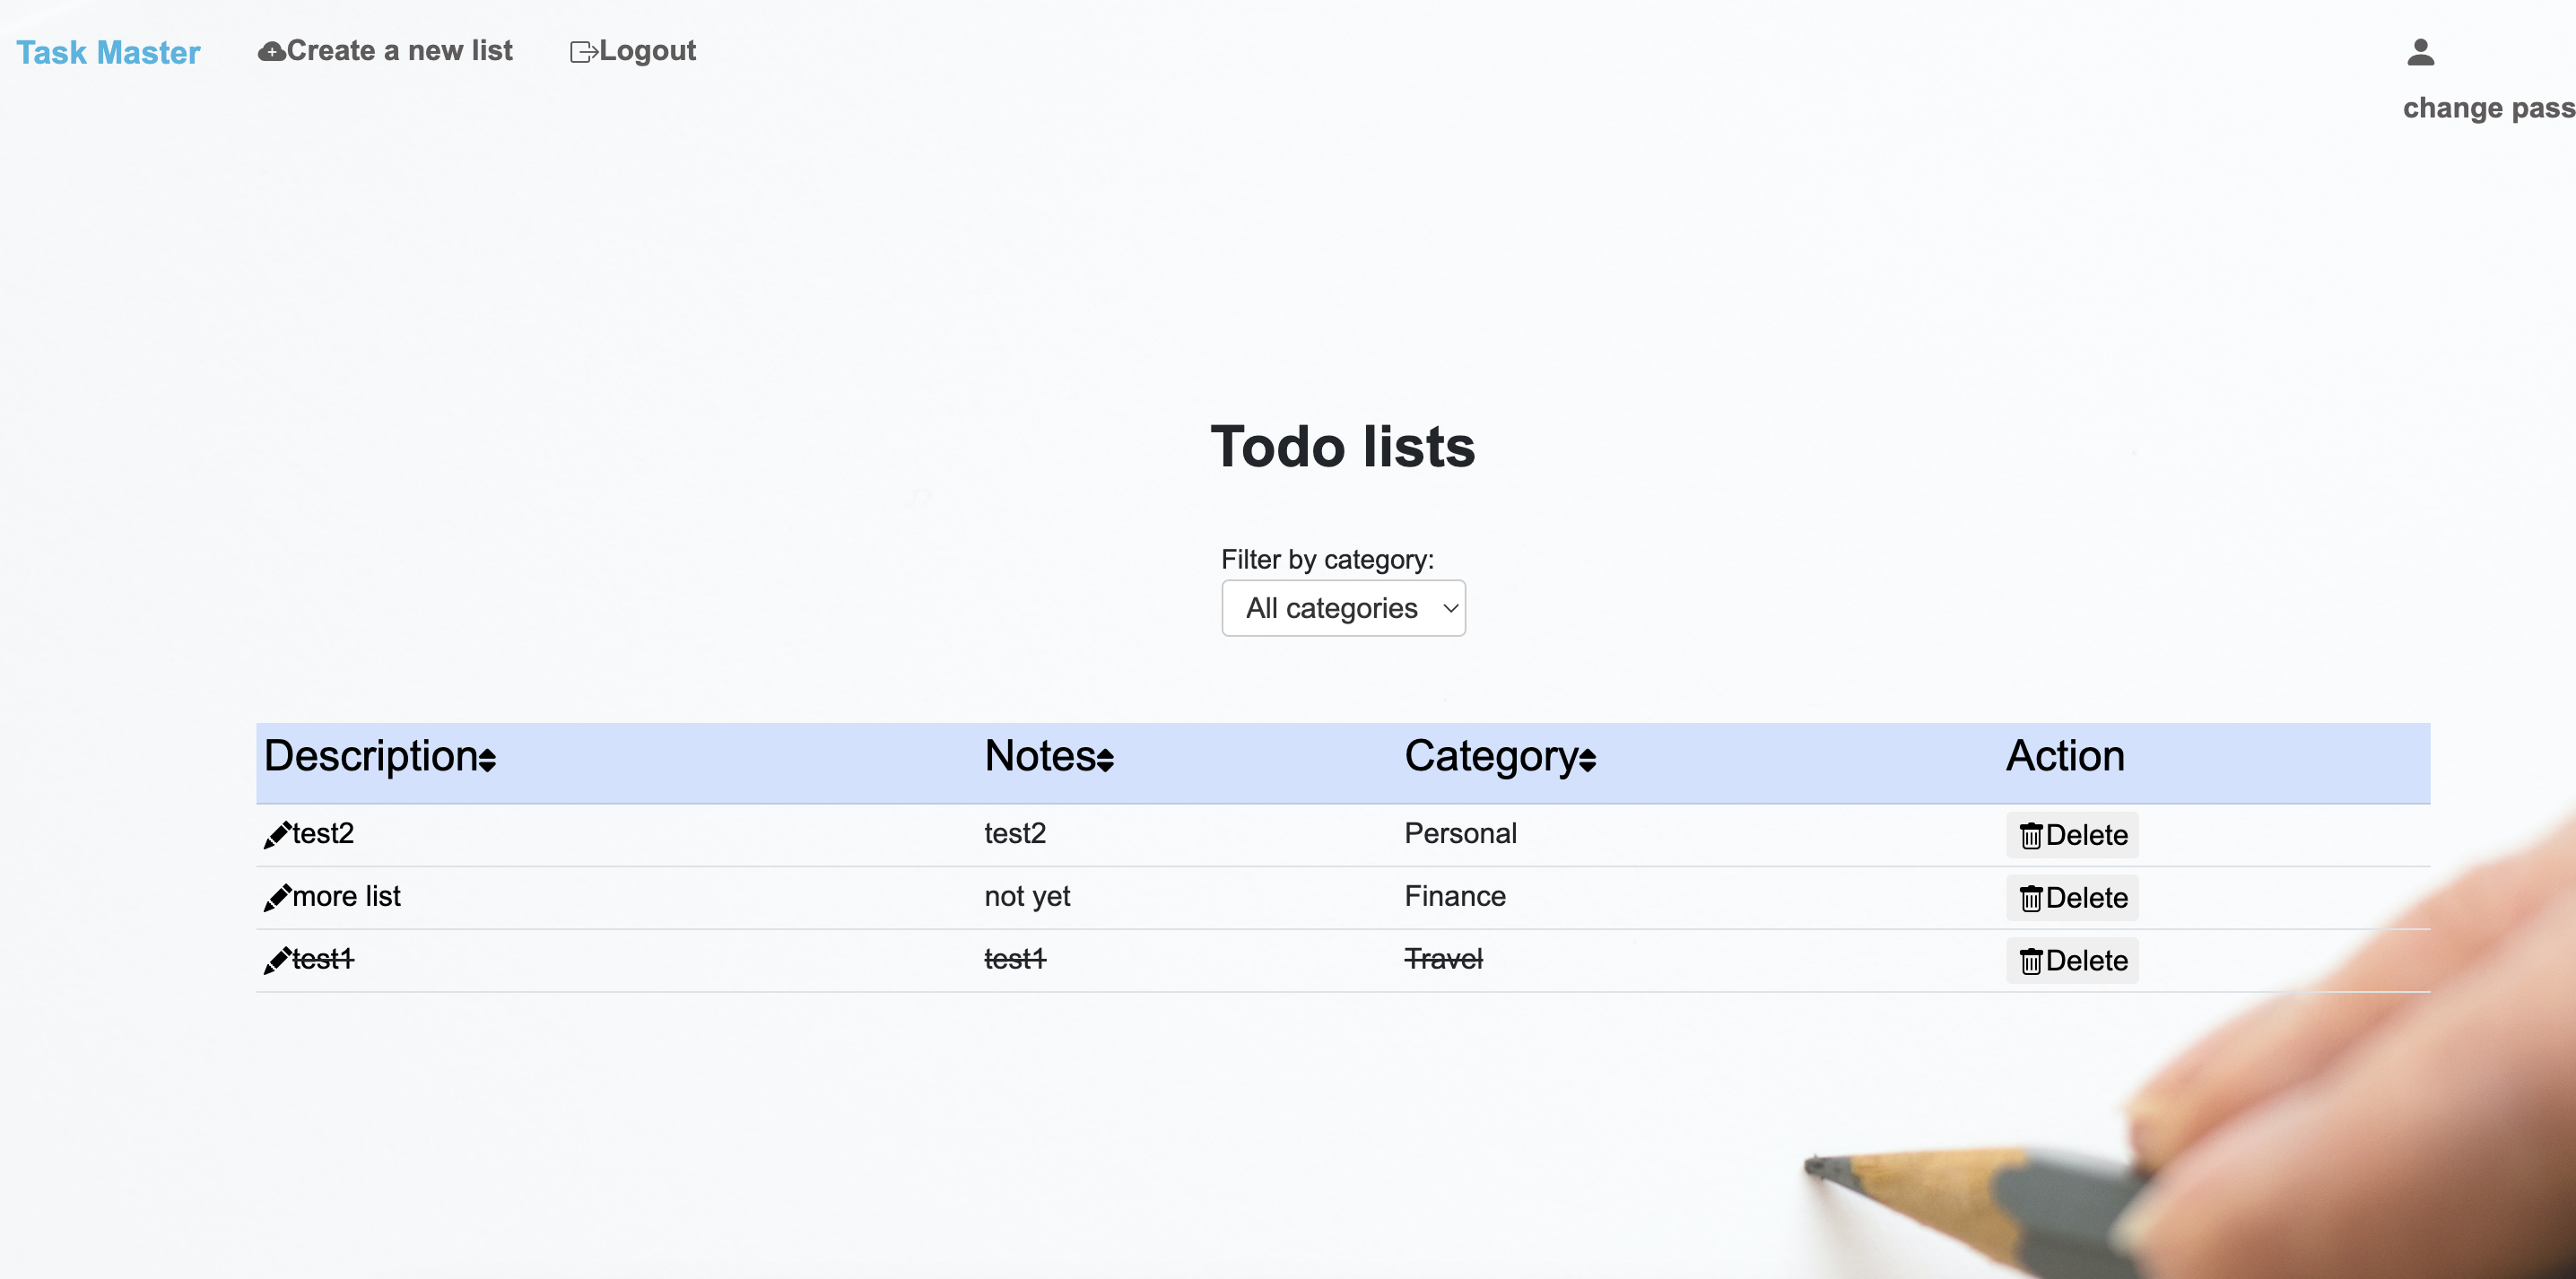 Task Master Create a new list Logout
change pass
Todo lists
Filter by category:
All categories
Description Notes Category Action
test2 test2 Personal Delete
more list not yet Finance Delete
test1 test1 Travel Delete